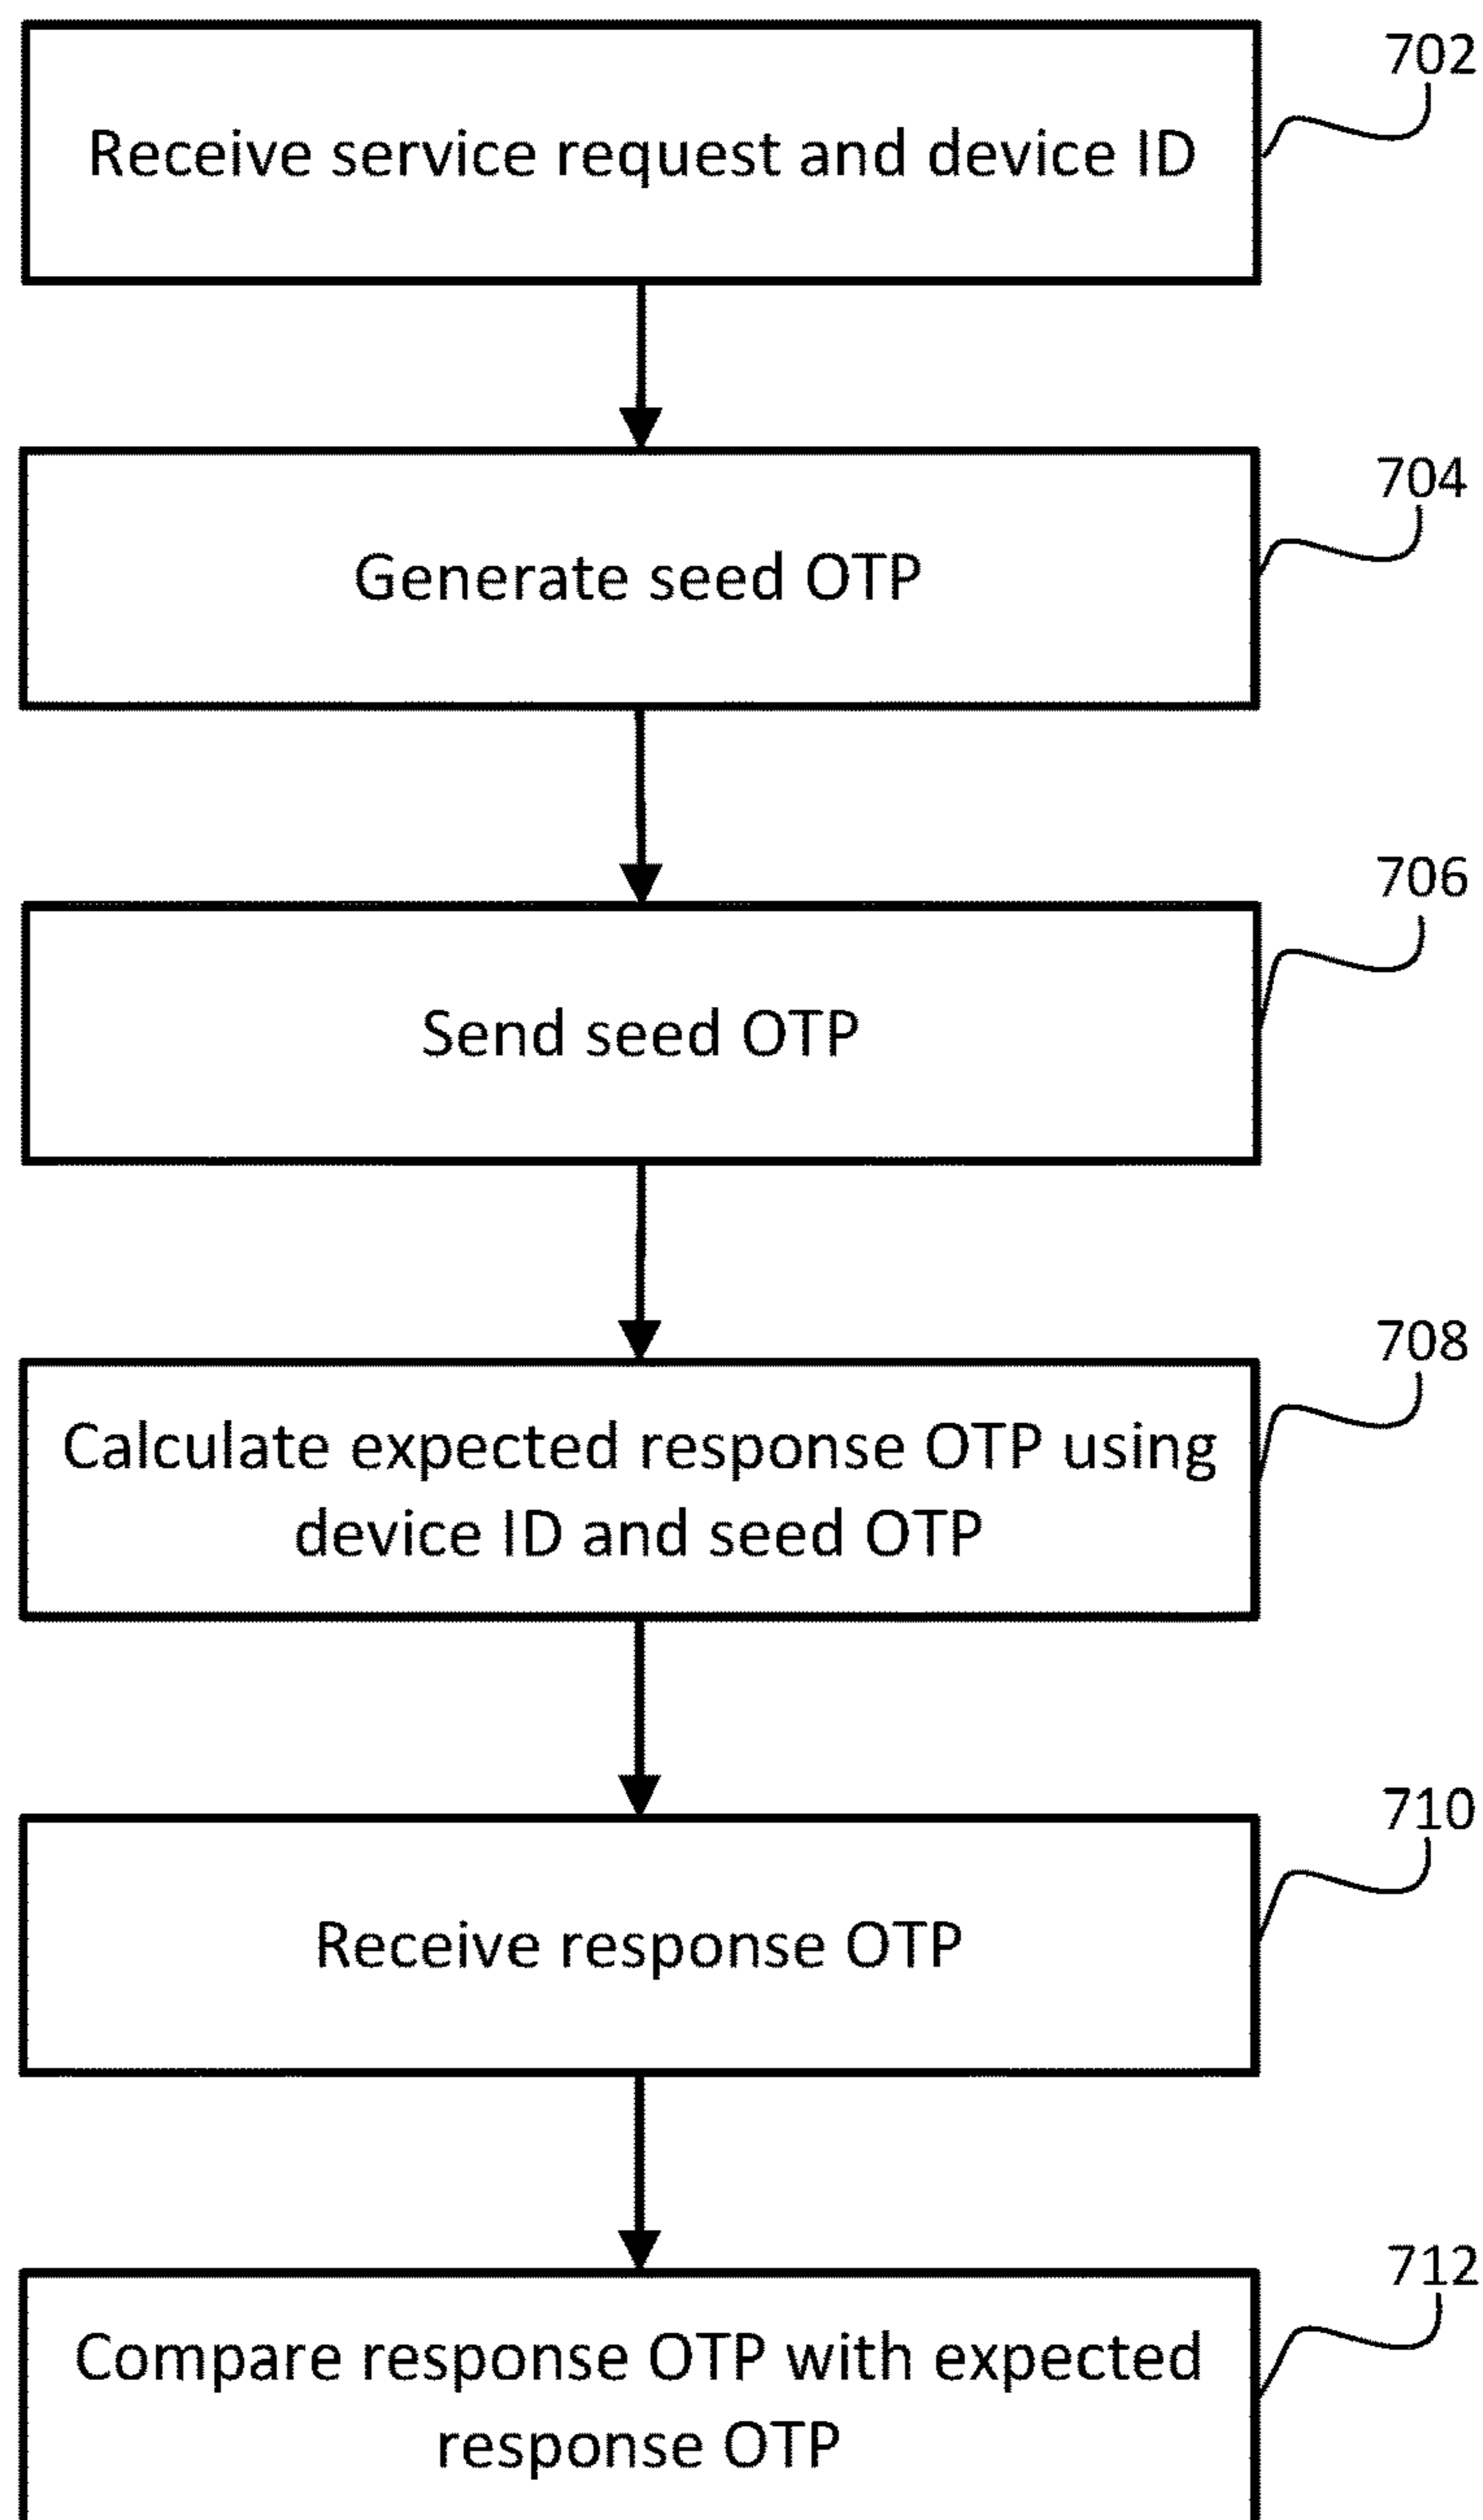 702
Receive service request and device ID
704
Generate seed OTP
706
Send seed OTP
708
Calculate expected response OTP using
device ID and seed OTP
710
Receive response OTP
712
Compare response OTP with expected
response OTP